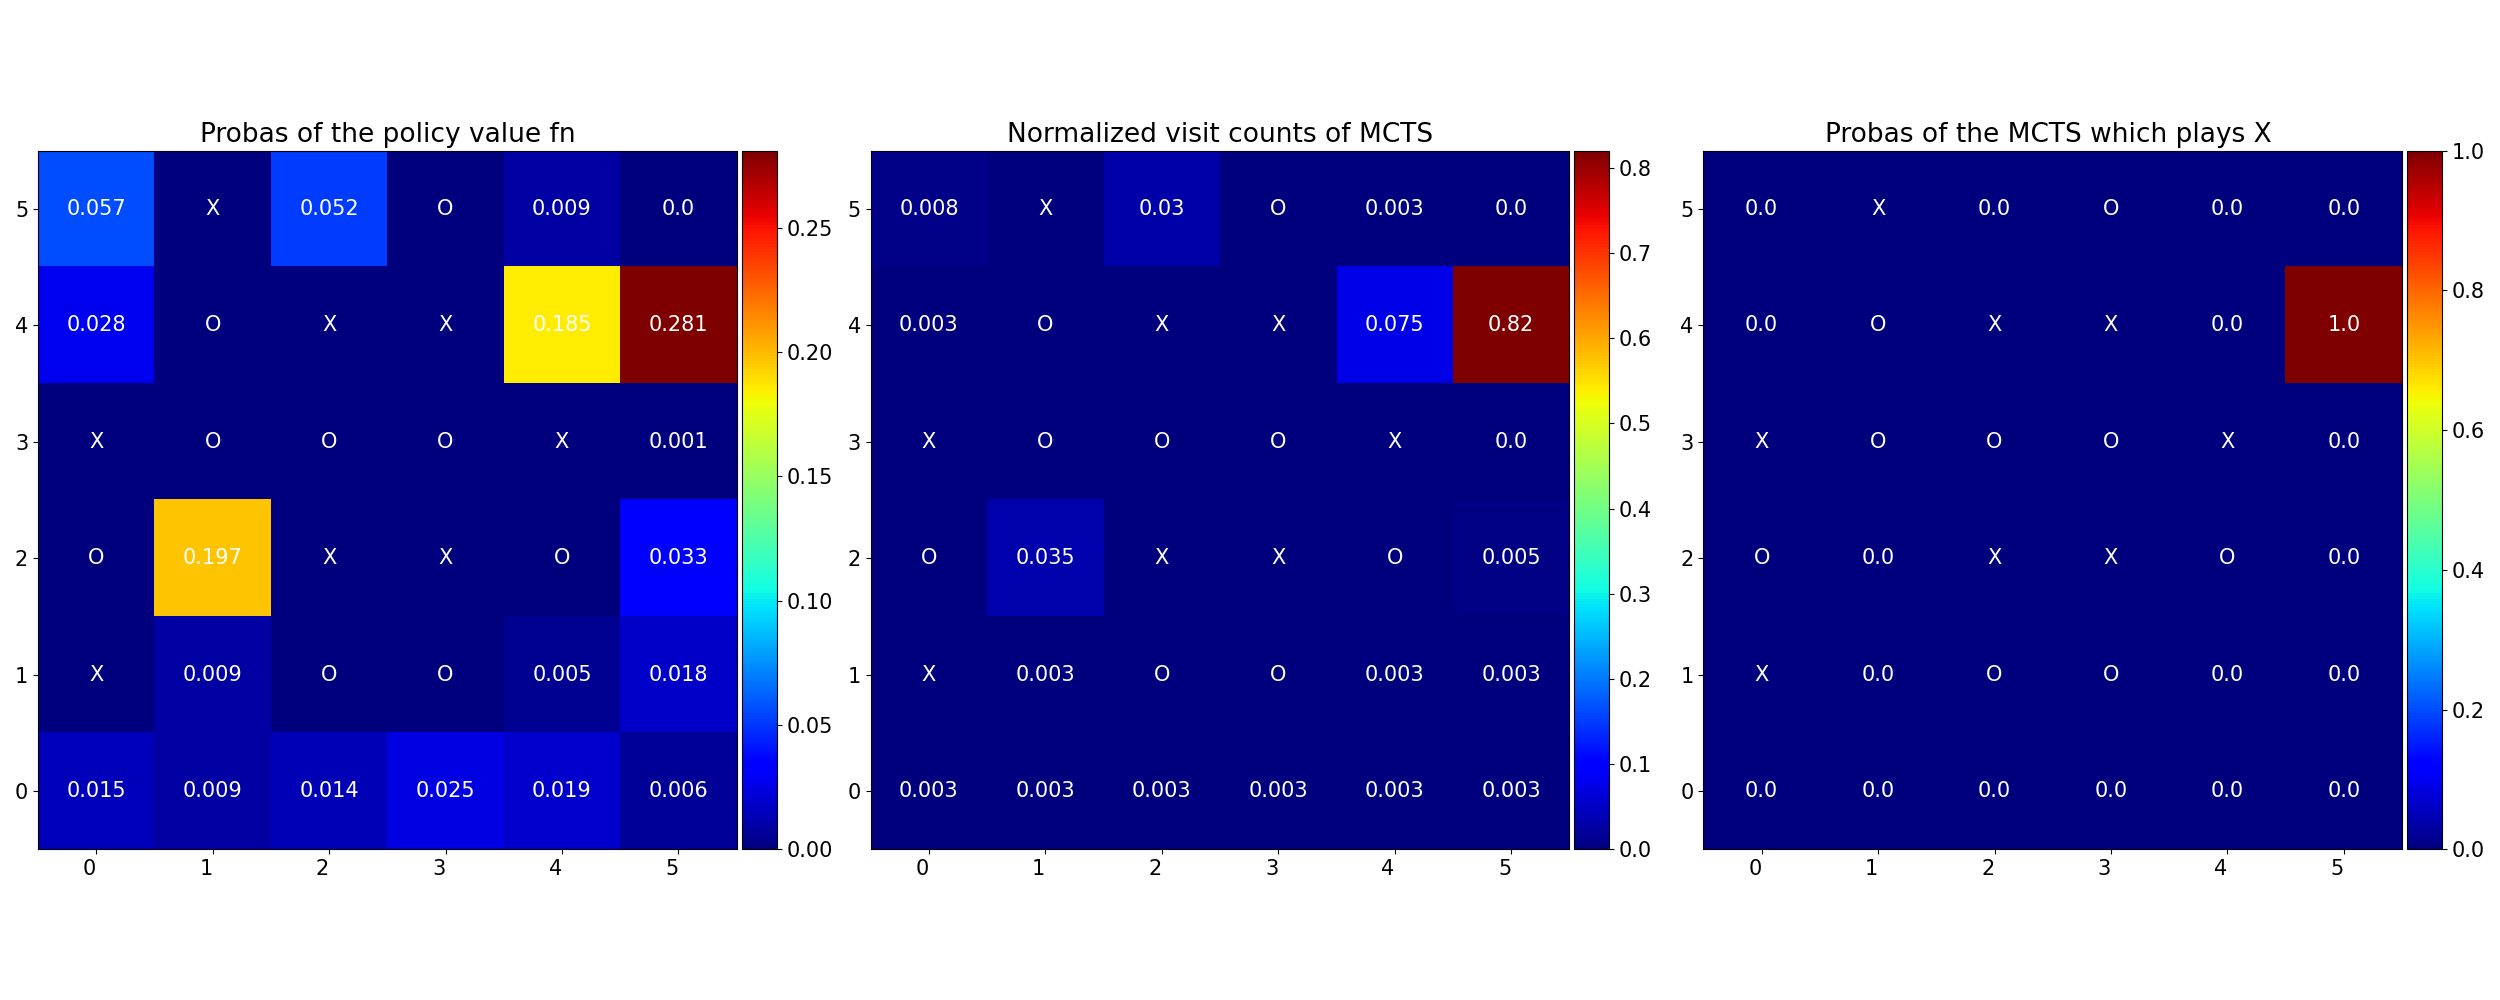 Probas of the policy value fn
5 0.057 X 0.052 O 0.009 0.0
4 0.028 O X X 0.185 0.281
3 X O O O X 0.001
2 O 0.197 X X O 0.033
1 X 0.009 O O 0.005 0.018
0 0.015 0.009 0.014 0.025 0.019 0.006
0 1 2 3 4 5
0.25
0.20
0.15
0.10
0.05
0.00
Normalized visit counts of MCTS
5 0.008 X 0.03 O 0.003 0.0
4 0.003 O X X 0.075 0.82
3 X O O O X 0.0
2 O 0.035 X X O 0.005
1 X 0.003 O O 0.003 0.003
0 0.003 0.003 0.003 0.003 0.003 0.003
0 1 2 3 4 5
0.8
0.7
0.6
0.5
0.4
0.3
0.2
0.1
0.0
Probas of the MCTS which plays X
5 0.0 X 0.0 O 0.0 0.0
4 0.0 O X X 0.0 1.0
3 X O O O X 0.0
2 O 0.0 X X O 0.0
1 X 0.0 O O 0.0 0.0
0 0.0 0.0 0.0 0.0 0.0 0.0
0 1 2 3 4 5
1.0
0.8
0.6
0.4
0.2
0.0